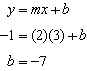 y = mx + b
−1 = (2)(3) + b
b = −7